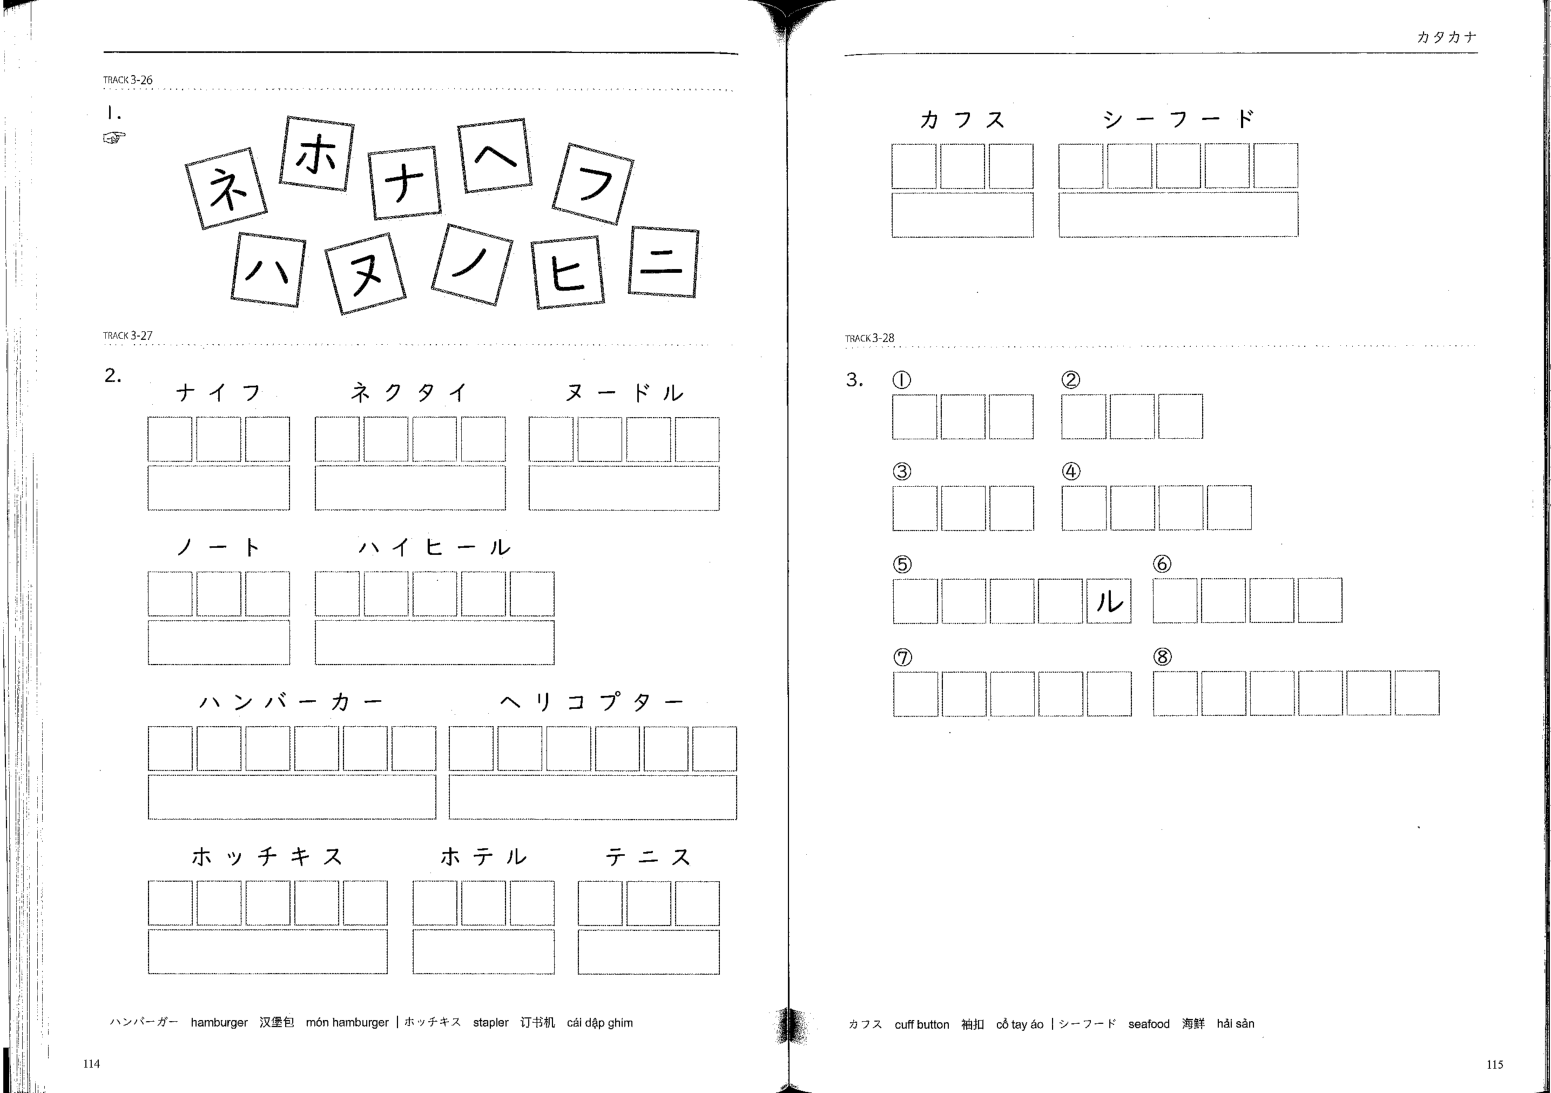 TRACK 3-26
1.
ネ ホ ナ ヘ フ
ハ ヌ ノ ヒ ニ
TRACK 3-27
2.
ナイフ ネクタイ ヌードル
ノート ハイヒール
ハンバーカー ヘリコプター
ホッチキス ホテル テニス
ハンバーガー hamburger 汉堡包 món hamburger | ホッチキス stapler 订书机 cái dập ghim
114
カタカナ
カフス シーフード
TRACK 3-28
3.
① ②
③ ④
⑤ ル ⑥
⑦ ⑧
カフス cuff button 袖扣 cổ tay áo | シーフード seafood 海鲜 hải sản
115